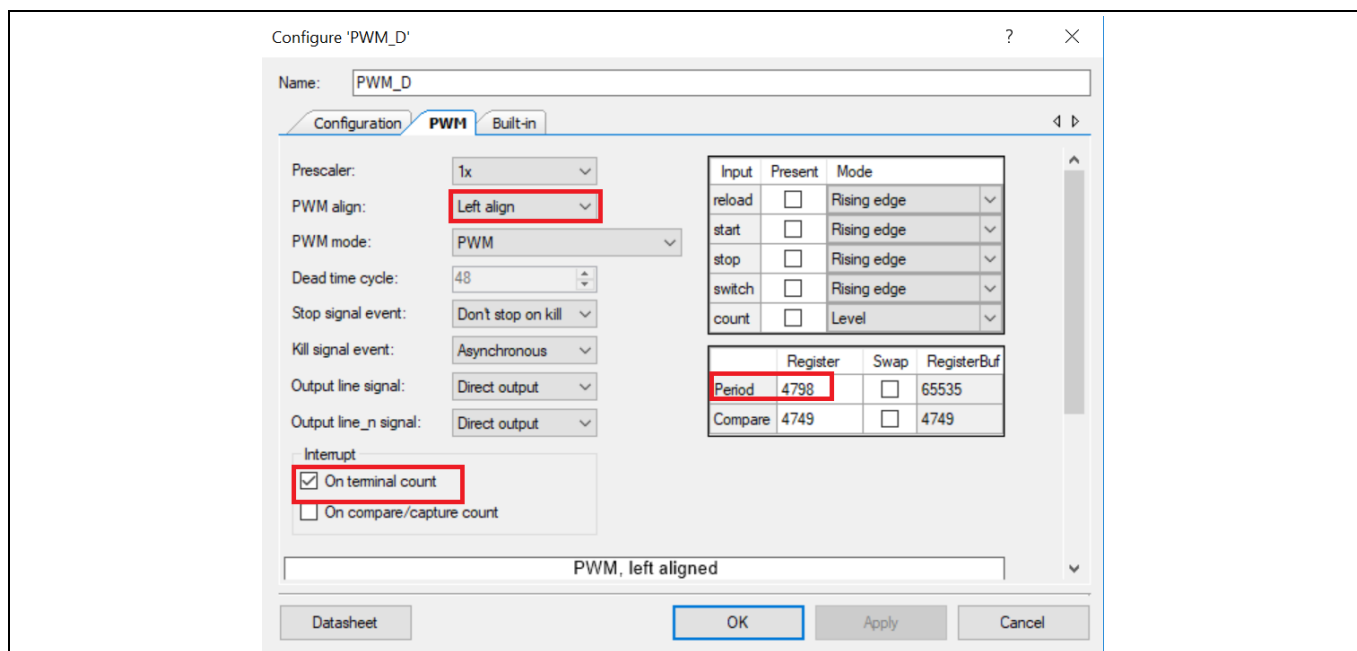 Configure 'PWM_D'
?
Name: PWM_D
Configuration PWM Built-in
Prescaler: 1x
PWM align: Left align
PWM mode: PWM
Dead time cycle: 48
Stop signal event: Don't stop on kill
Kill signal event: Asynchronous
Output line signal: Direct output
Output line_n signal: Direct output
Interrupt
On terminal count
On compare/capture count
Input Present Mode
reload Rising edge
start Rising edge
stop Rising edge
switch Rising edge
count Level
Register Swap RegisterBuf
Period 4798 65535
Compare 4749 4749
PWM, left aligned
Datasheet OK Apply Cancel